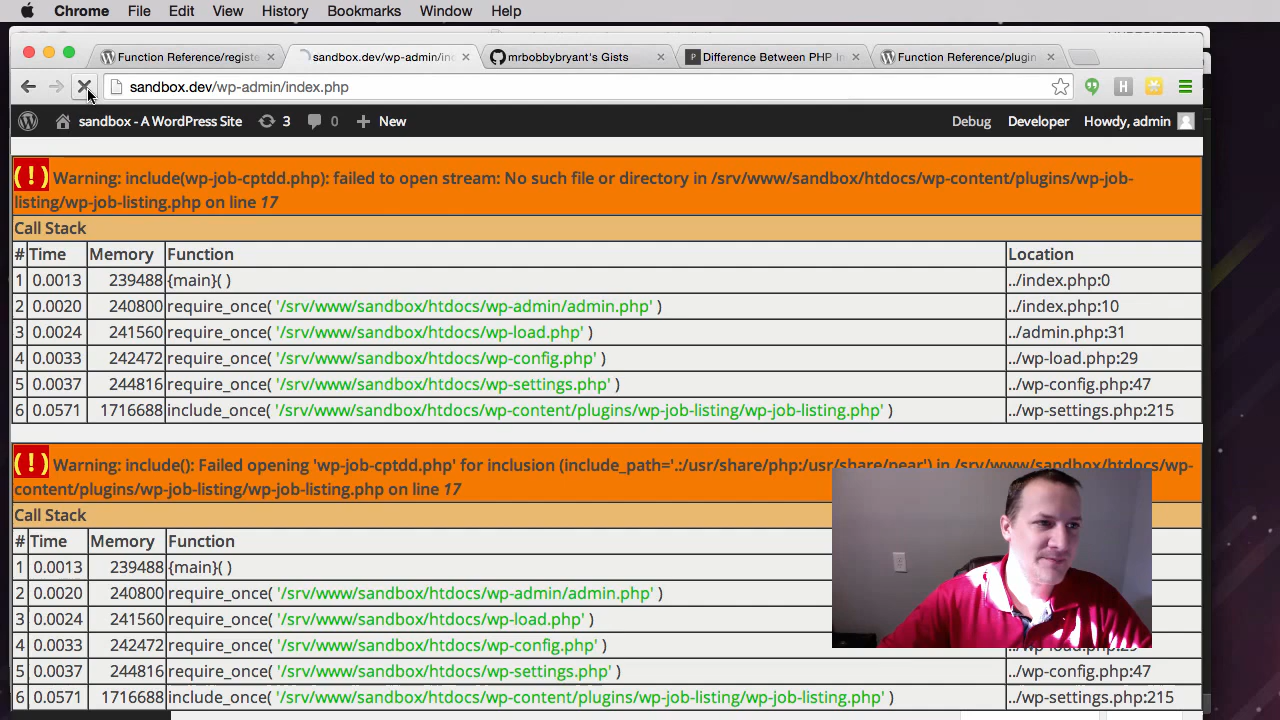 Chrome File Edit View History Bookmarks Window Help
Function Reference/registe
sandbox.dev/wp-admin/ind
mrbobbybryant's Gists
Difference Between PHP In
Function Reference/plugin
sandbox.dev/wp-admin/index.php
H
sandbox - A WordPress Site 3 0 New Debug Developer Howdy, admin
( ! ) Warning: include(wp-job-cptdd.php): failed to open stream: No such file or directory in /srv/www/sandbox/htdocs/wp-content/plugins/wp-job-
listing/wp-job-listing.php on line 17
Call Stack
# Time Memory Function Location
1 0.0013 239488 {main}( ) ../index.php:0
2 0.0020 240800 require_once( '/srv/www/sandbox/htdocs/wp-admin/admin.php' ) ../index.php:10
3 0.0024 241560 require_once( '/srv/www/sandbox/htdocs/wp-load.php' ) ../admin.php:31
4 0.0033 242472 require_once( '/srv/www/sandbox/htdocs/wp-config.php' ) ../wp-load.php:29
5 0.0037 244816 require_once( '/srv/www/sandbox/htdocs/wp-settings.php' ) ../wp-config.php:47
6 0.0571 1716688 include_once( '/srv/www/sandbox/htdocs/wp-content/plugins/wp-job-listing/wp-job-listing.php' ) ../wp-settings.php:215
( ! ) Warning: include(): Failed opening 'wp-job-cptdd.php' for inclusion (include_path='.:/usr/share/php:/usr/share/pear') in /srv/www/sandbox/htdocs/wp-
content/plugins/wp-job-listing/wp-job-listing.php on line 17
Call Stack
# Time Memory Function
1 0.0013 239488 {main}( )
2 0.0020 240800 require_once( '/srv/www/sandbox/htdocs/wp-admin/admin.php' )
3 0.0024 241560 require_once( '/srv/www/sandbox/htdocs/wp-load.php' )
4 0.0033 242472 require_once( '/srv/www/sandbox/htdocs/wp-config.php' ) ../wp-load.php:29
5 0.0037 244816 require_once( '/srv/www/sandbox/htdocs/wp-settings.php' ) ../wp-config.php:47
6 0.0571 1716688 include_once( '/srv/www/sandbox/htdocs/wp-content/plugins/wp-job-listing/wp-job-listing.php' ) ../wp-settings.php:215